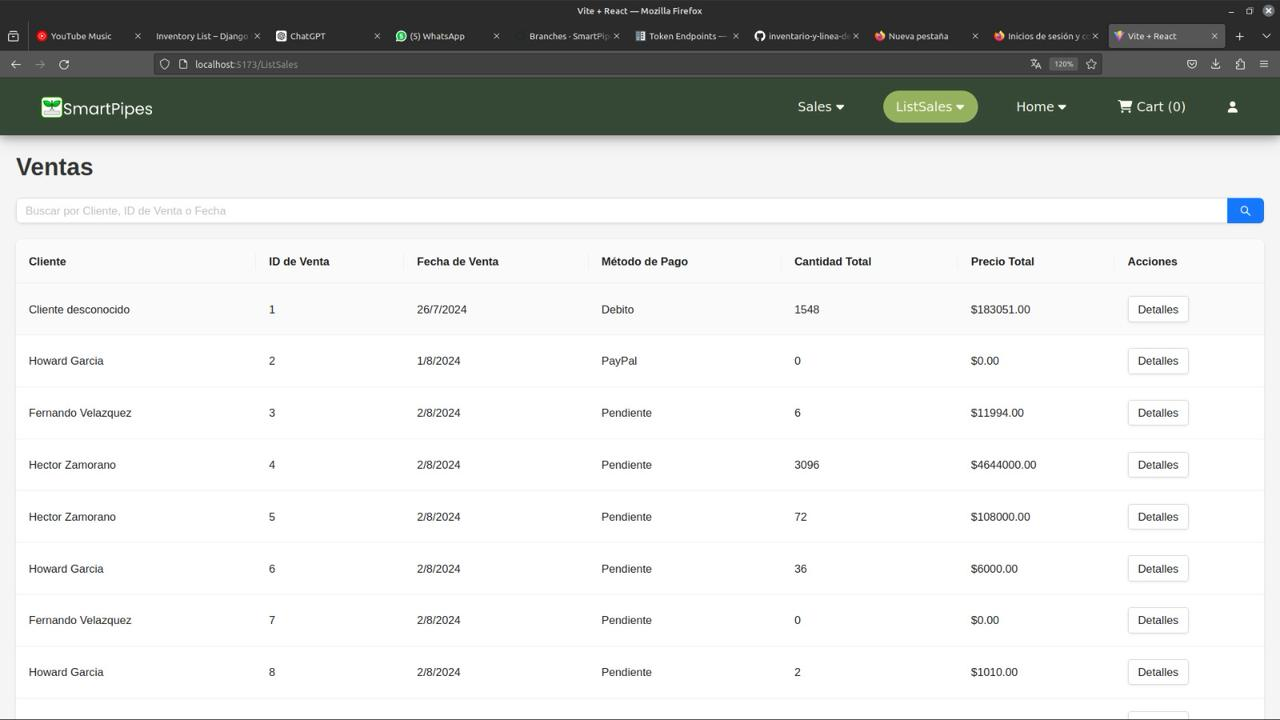 Vite + React — Mozilla Firefox
YouTube Music
Inventory List – Django
ChatGPT
(5) WhatsApp
Branches · SmartPip
Token Endpoints —
inventario-y-linea-de
Nueva pestaña
Inicios de sesión y co
Vite + React
localhost:5173/ListSales
120%
SmartPipes
Sales
ListSales
Home
Cart (0)
Ventas
Buscar por Cliente, ID de Venta o Fecha
Cliente ID de Venta Fecha de Venta Método de Pago Cantidad Total Precio Total Acciones
Cliente desconocido 1 26/7/2024 Debito 1548 $183051.00 Detalles
Howard Garcia 2 1/8/2024 PayPal 0 $0.00 Detalles
Fernando Velazquez 3 2/8/2024 Pendiente 6 $11994.00 Detalles
Hector Zamorano 4 2/8/2024 Pendiente 3096 $4644000.00 Detalles
Hector Zamorano 5 2/8/2024 Pendiente 72 $108000.00 Detalles
Howard Garcia 6 2/8/2024 Pendiente 36 $6000.00 Detalles
Fernando Velazquez 7 2/8/2024 Pendiente 0 $0.00 Detalles
Howard Garcia 8 2/8/2024 Pendiente 2 $1010.00 Detalles